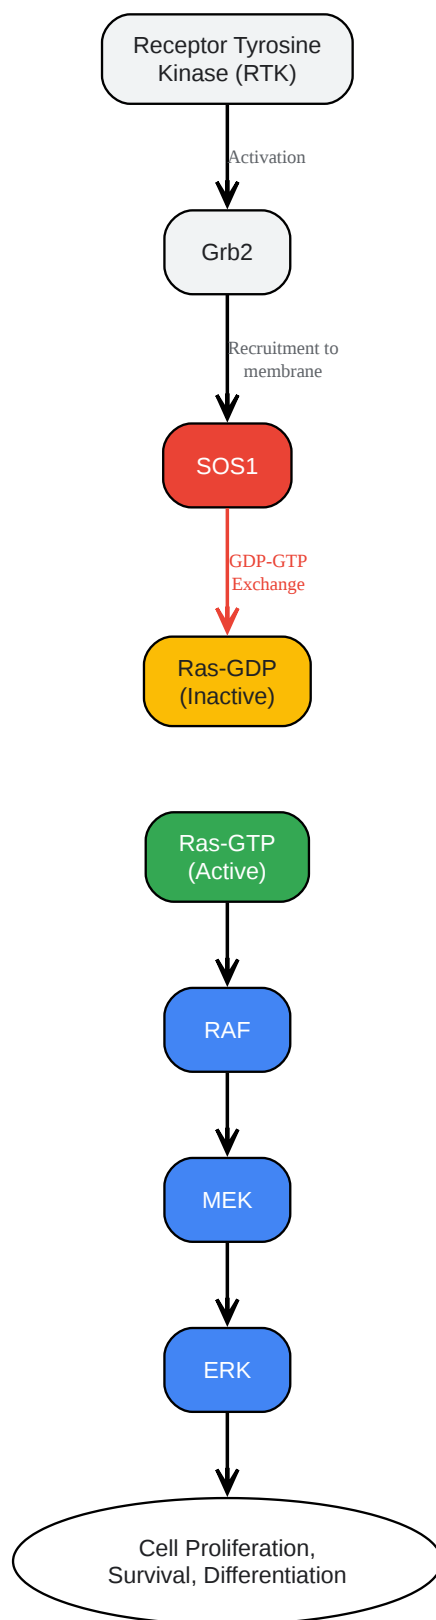 Receptor Tyrosine
Kinase (RTK)
Activation
Grb2
Recruitment to
membrane
SOS1
GDP-GTP
Exchange
Ras-GDP
(Inactive)
Ras-GTP
(Active)
RAF
MEK
ERK
Cell Proliferation,
Survival, Differentiation